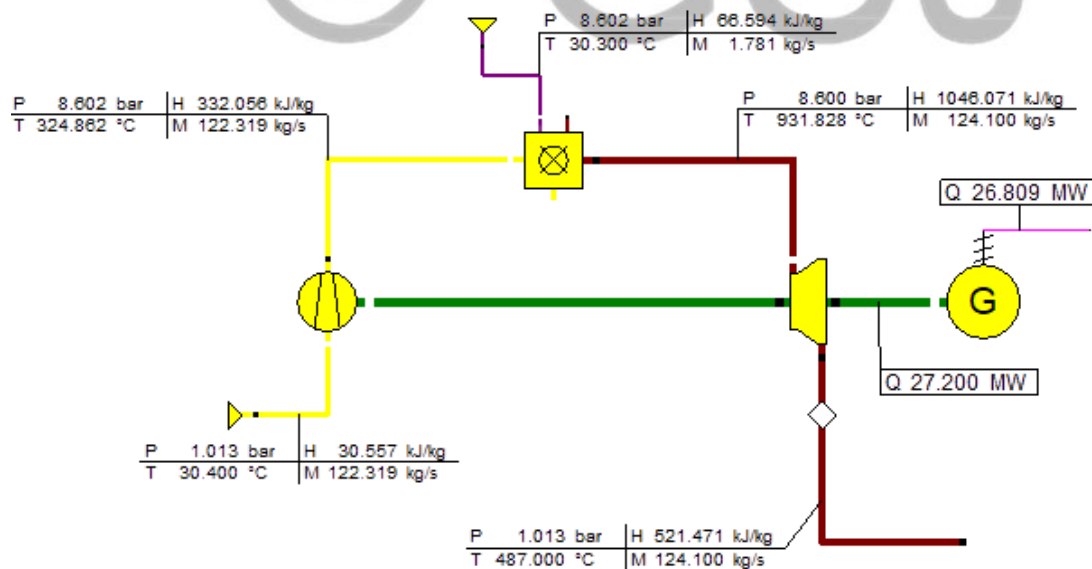 P 8.602 bar H 66.594 kJ/kg
T 30.300 °C M 1.781 kg/s
P 8.602 bar H 332.056 kJ/kg
T 324.862 °C M 122.319 kg/s
P 8.600 bar H 1046.071 kJ/kg
T 931.828 °C M 124.100 kg/s
Q 26.809 MW
G
Q 27.200 MW
P 1.013 bar H 30.557 kJ/kg
T 30.400 °C M 122.319 kg/s
P 1.013 bar H 521.471 kJ/kg
T 487.000 °C M 124.100 kg/s